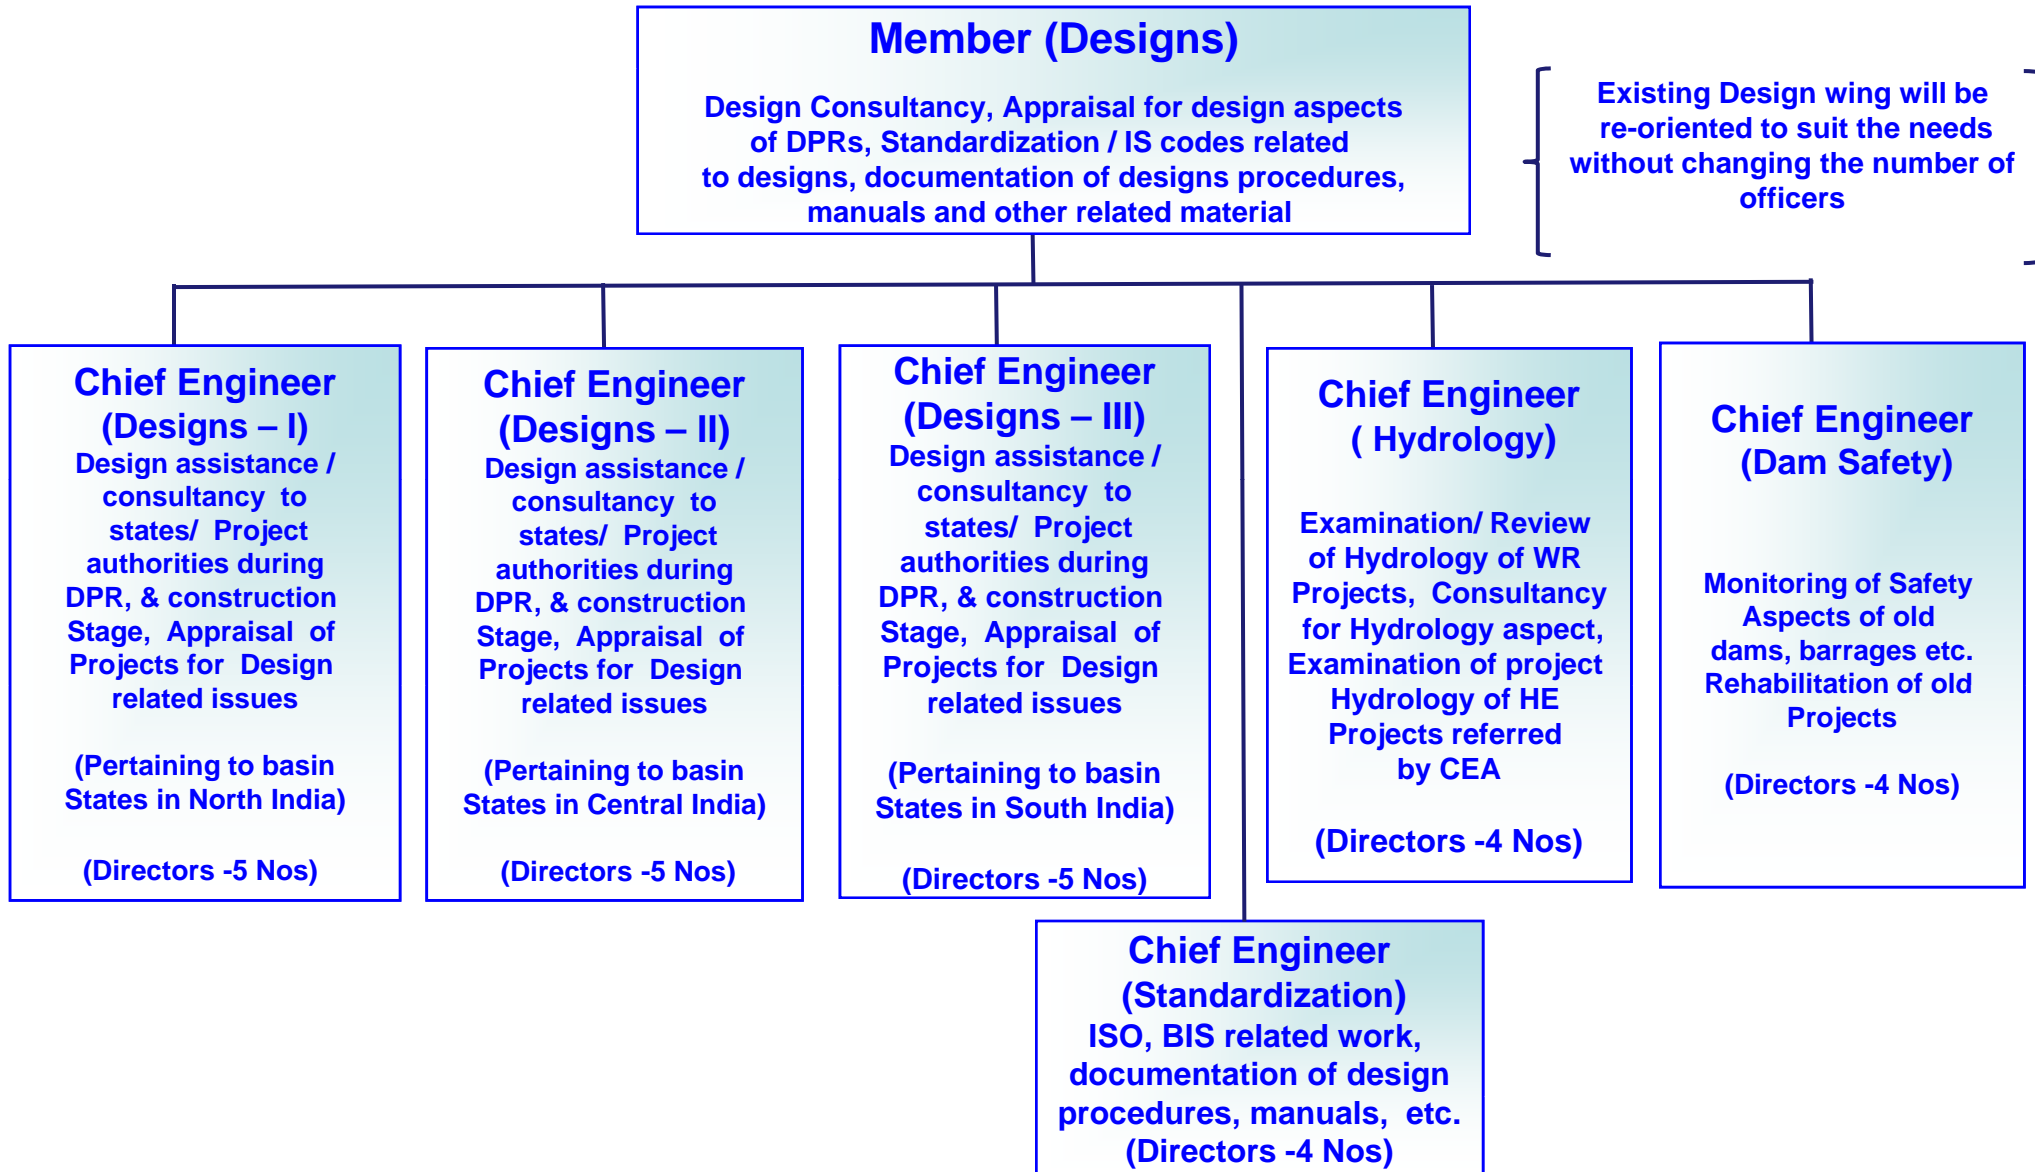 Member (Designs)
Design Consultancy, Appraisal for design aspects
of DPRs, Standardization / IS codes related
to designs, documentation of designs procedures,
manuals and other related material
Existing Design wing will be
re-oriented to suit the needs
without changing the number of
officers
Chief Engineer
(Designs – I)
Design assistance /
consultancy to
states/ Project
authorities during
DPR, & construction
Stage, Appraisal of
Projects for Design
related issues
(Pertaining to basin
States in North India)
(Directors -5 Nos)
Chief Engineer
(Designs – II)
Design assistance /
consultancy to
states/ Project
authorities during
DPR, & construction
Stage, Appraisal of
Projects for Design
related issues
(Pertaining to basin
States in Central India)
(Directors -5 Nos)
Chief Engineer
(Designs – III)
Design assistance /
consultancy to
states/ Project
authorities during
DPR, & construction
Stage, Appraisal of
Projects for Design
related issues
(Pertaining to basin
States in South India)
(Directors -5 Nos)
Chief Engineer
( Hydrology)
Examination/ Review
of Hydrology of WR
Projects, Consultancy
for Hydrology aspect,
Examination of project
Hydrology of HE
Projects referred
by CEA
(Directors -4 Nos)
Chief Engineer
(Dam Safety)
Monitoring of Safety
Aspects of old
dams, barrages etc.
Rehabilitation of old
Projects
(Directors -4 Nos)
Chief Engineer
(Standardization)
ISO, BIS related work,
documentation of design
procedures, manuals, etc.
(Directors -4 Nos)